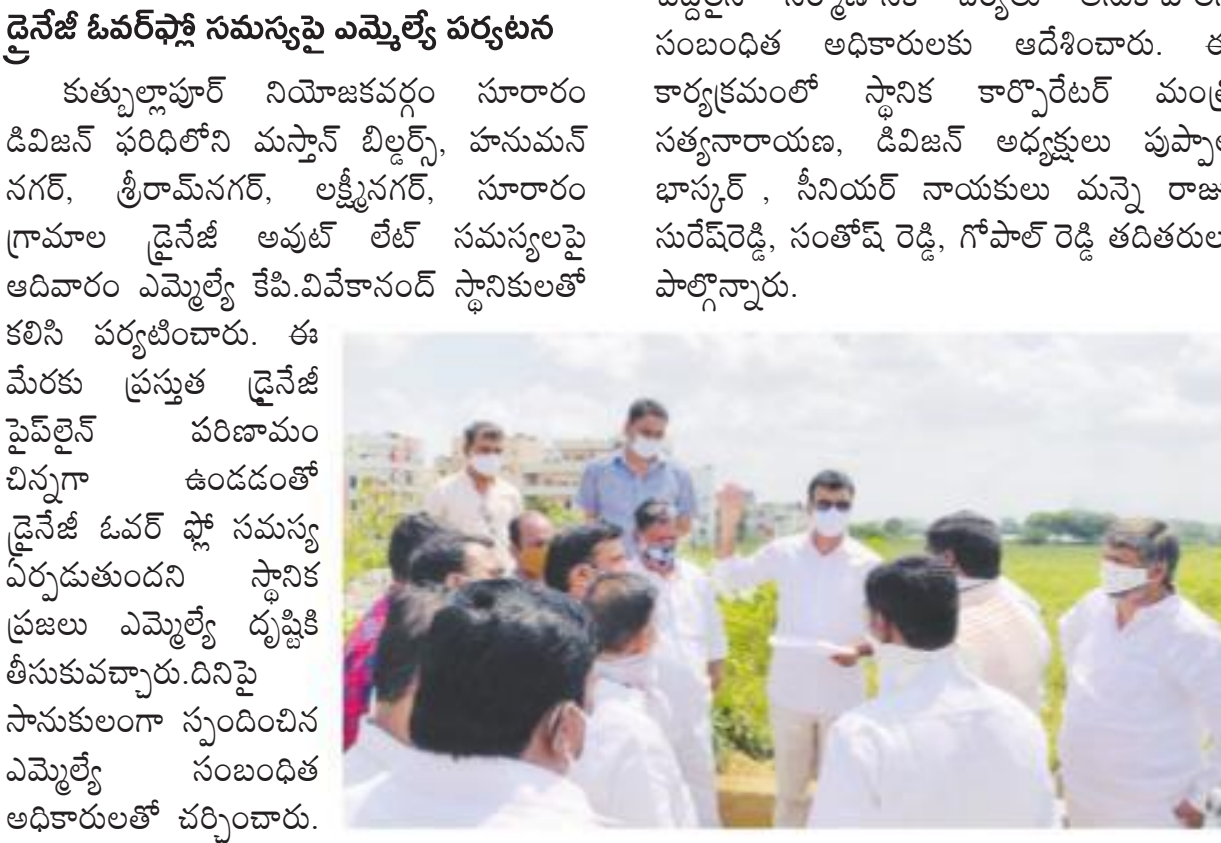 డ్రైనేజీ ఓవర్‌ఫ్లో సమస్యపై ఎమ్మెల్యే పర్యటన
కుత్బుల్లాపూర్ నియోజకవర్గం సూరారం
డివిజన్ ఫరిధిలోని మస్తాన్ బిల్డర్స్, హనుమన్
నగర్, శ్రీరామ్‌నగర్, లక్ష్మీనగర్, సూరారం
గ్రామాల డ్రైనేజీ అవుట్ లేట్ సమస్యలపై
ఆదివారం ఎమ్మెల్యే కేపి.వివేకానంద్ స్థానికులతో
కలిసి పర్యటించారు. ఈ
మేరకు ప్రస్తుత డ్రైనేజీ
పైప్‌లైన్ పరిణామం
చిన్నగా ఉండడంతో
డ్రైనేజీ ఓవర్ ఫ్లో సమస్య
ఏర్పడుతుందని స్థానిక
ప్రజలు ఎమ్మెల్యే దృష్టికి
తీసుకువచ్చారు.దినిపై
సానుకులంగా స్పందించిన
ఎమ్మెల్యే సంబంధిత
అధికారులతో చర్చించారు.
సంబంధిత అధికారులకు ఆదేశించారు. ఈ
కార్యక్రమంలో స్థానిక కార్పొరేటర్ మంత్రి
సత్యనారాయణ, డివిజన్ అధ్యక్షులు పుప్పాల
భాస్కర్ , సీనియర్ నాయకులు మన్నె రాజు
సురేష్‌రెడ్డి, సంతోష్ రెడ్డి, గోపాల్ రెడ్డి తదితరులు
పాల్గొన్నారు.